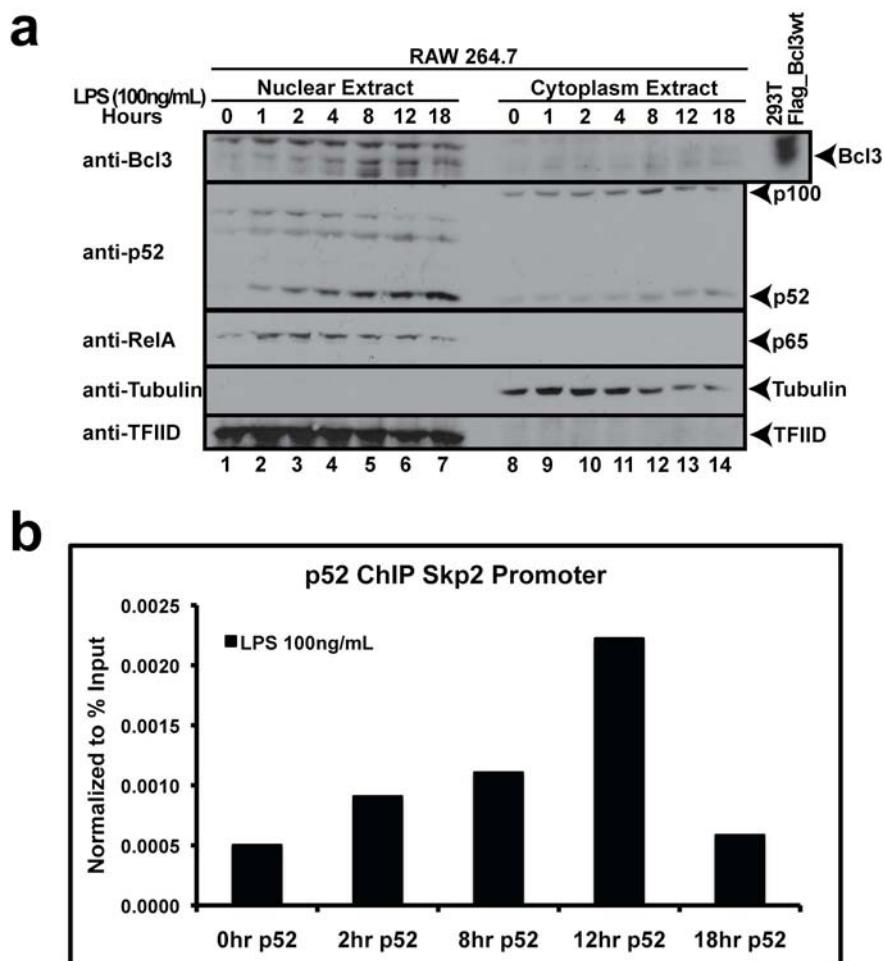 a
RAW 264.7
Nuclear Extract
Cytoplasm Extract
293T
Flag_Bcl3wt
LPS (100ng/mL)
Hours
0 1 2 4 8 12 18
0 1 2 4 8 12 18
anti-Bcl3
Bcl3
p100
anti-p52
p52
anti-RelA
p65
anti-Tubulin
Tubulin
anti-TFIID
TFIID
1 2 3 4 5 6 7 8 9 10 11 12 13 14
b
p52 ChIP Skp2 Promoter
LPS 100ng/mL
Normalized to % Input
0.0025
0.0020
0.0015
0.0010
0.0005
0.0000
0hr p52 2hr p52 8hr p52 12hr p52 18hr p52